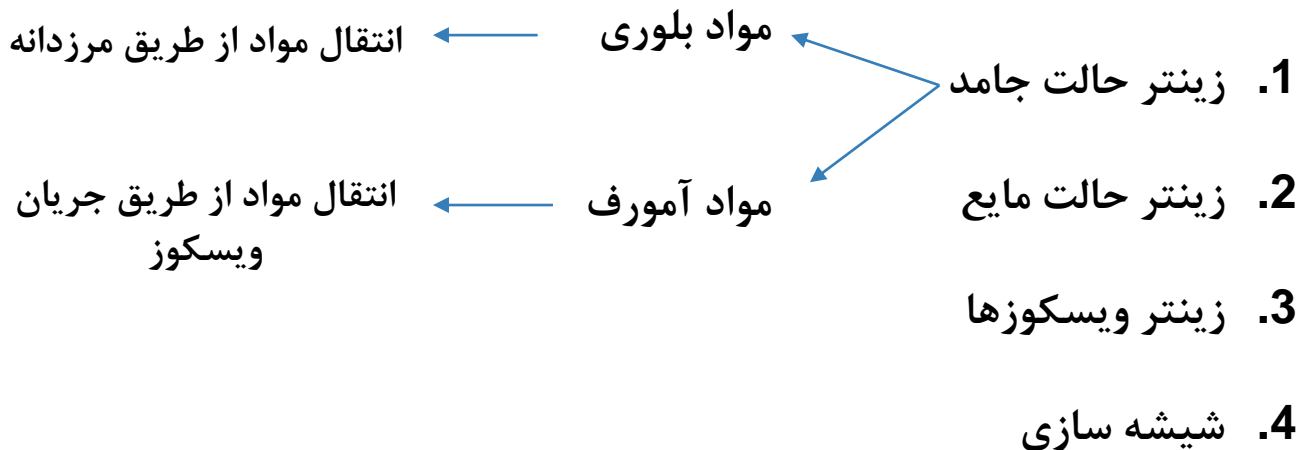 1. زینتر حالت جامد
مواد بلوری
انتقال مواد از طریق مرزدانه
مواد آمورف
انتقال مواد از طریق جریان
ویسکوز
2. زینتر حالت مایع
3. زینتر ویسکوزها
4. شیشه سازی